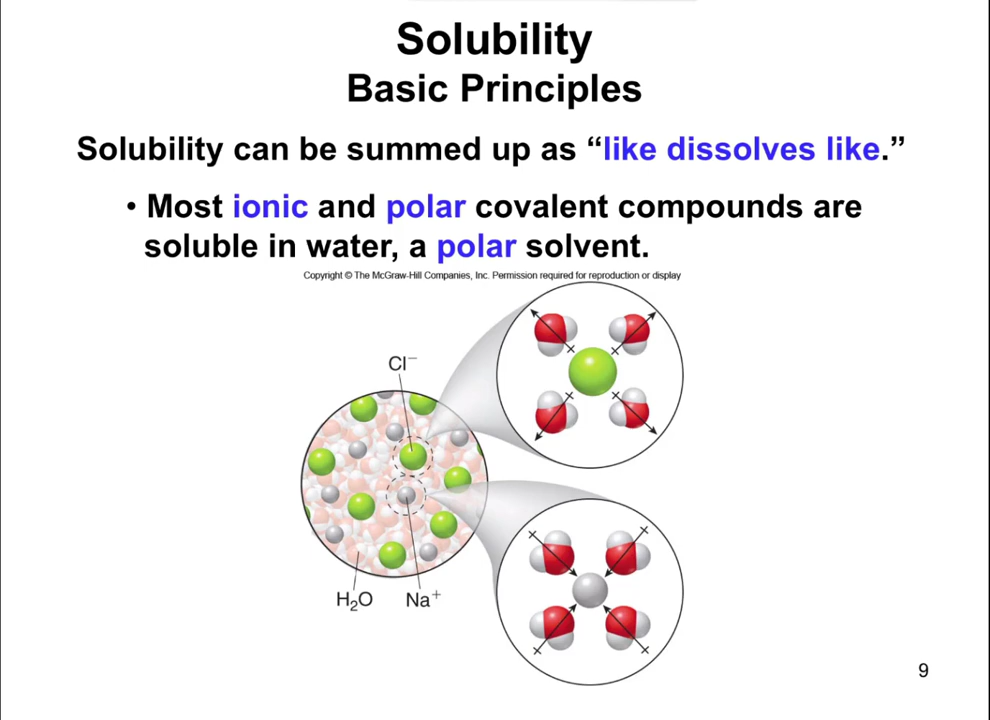 Solubility
Basic Principles
Solubility can be summed up as “like dissolves like.”
• Most ionic and polar covalent compounds are
soluble in water, a polar solvent.
Copyright © The McGraw-Hill Companies, Inc. Permission required for reproduction or display
Cl⁻
H₂O
Na⁺
9